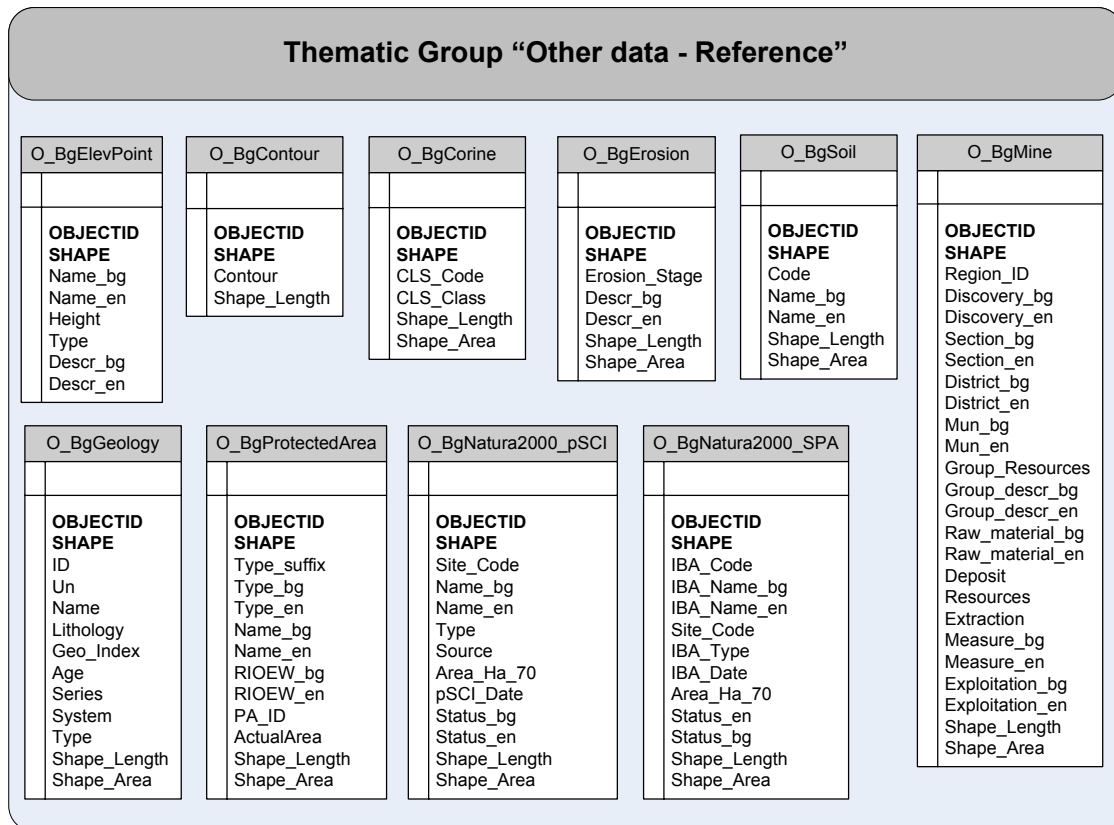 Thematic Group “Other data - Reference”
O_BgElevPoint
OBJECTID
SHAPE
Name_bg
Name_en
Height
Type
Descr_bg
Descr_en
O_BgContour
OBJECTID
SHAPE
Contour
Shape_Length
O_BgCorine
OBJECTID
SHAPE
CLS_Code
CLS_Class
Shape_Length
Shape_Area
O_BgErosion
OBJECTID
SHAPE
Erosion_Stage
Descr_bg
Descr_en
Shape_Length
Shape_Area
O_BgSoil
OBJECTID
SHAPE
Code
Name_bg
Name_en
Shape_Length
Shape_Area
O_BgMine
OBJECTID
SHAPE
Region_ID
Discovery_bg
Discovery_en
Section_bg
Section_en
District_bg
District_en
Mun_bg
Mun_en
Group_Resources
Group_descr_bg
Group_descr_en
Raw_material_bg
Raw_material_en
Deposit
Resources
Extraction
Measure_bg
Measure_en
Exploitation_bg
Exploitation_en
Shape_Length
Shape_Area
O_BgGeology
OBJECTID
SHAPE
ID
Un
Name
Lithology
Geo_Index
Age
Series
System
Type
Shape_Length
Shape_Area
O_BgProtectedArea
OBJECTID
SHAPE
Type_suffix
Type_bg
Type_en
Name_bg
Name_en
RIOEW_bg
RIOEW_en
PA_ID
ActualArea
Shape_Length
Shape_Area
O_BgNatura2000_pSCI
OBJECTID
SHAPE
Site_Code
Name_bg
Name_en
Type
Source
Area_Ha_70
pSCI_Date
Status_bg
Status_en
Shape_Length
Shape_Area
O_BgNatura2000_SPA
OBJECTID
SHAPE
IBA_Code
IBA_Name_bg
IBA_Name_en
Site_Code
IBA_Type
IBA_Date
Area_Ha_70
Status_en
Status_bg
Shape_Length
Shape_Area